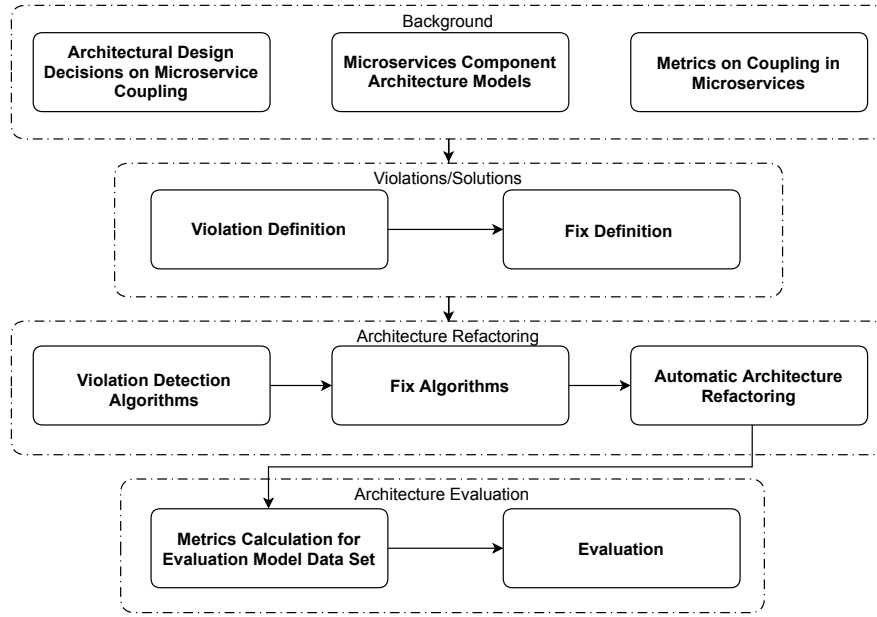 Background
Architectural Design
Decisions on Microservice
Coupling
Microservices Component
Architecture Models
Metrics on Coupling in
Microservices
Violations/Solutions
Violation Definition
Fix Definition
Architecture Refactoring
Violation Detection
Algorithms
Fix Algorithms
Automatic Architecture
Refactoring
Architecture Evaluation
Metrics Calculation for
Evaluation Model Data Set
Evaluation